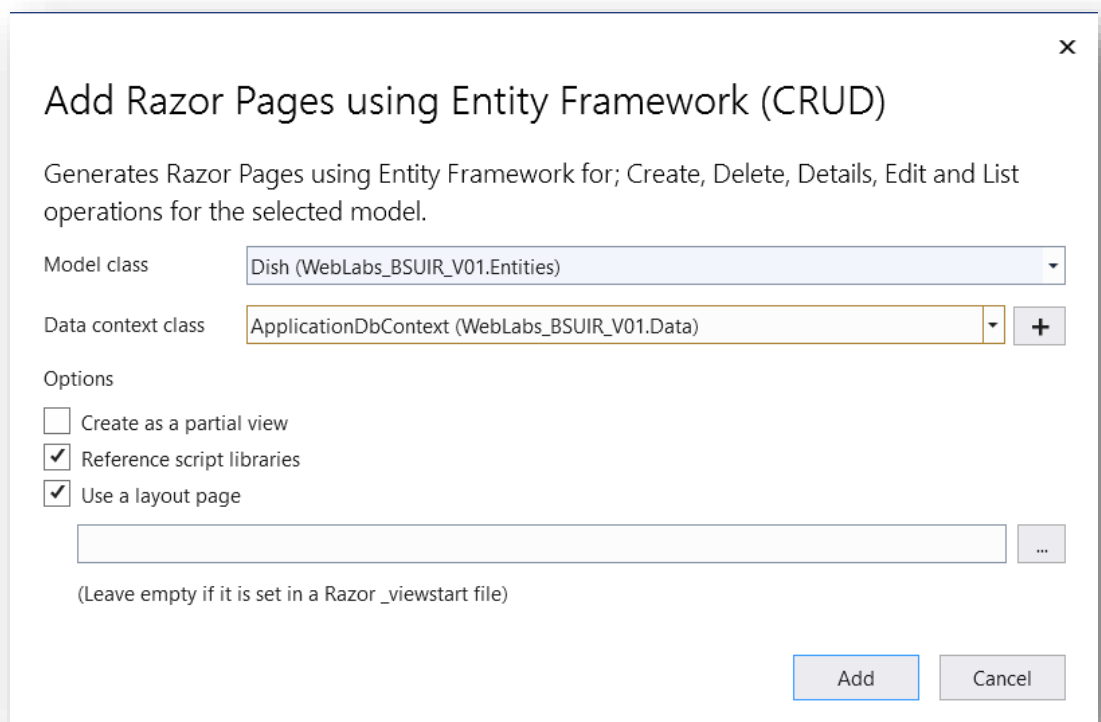 Add Razor Pages using Entity Framework (CRUD)
Generates Razor Pages using Entity Framework for; Create, Delete, Details, Edit and List
operations for the selected model.
Model class Dish (WebLabs_BSUIR_V01.Entities)
Data context class ApplicationDbContext (WebLabs_BSUIR_V01.Data) +
Options
Create as a partial view
Reference script libraries
Use a layout page
...
(Leave empty if it is set in a Razor _viewstart file)
Add Cancel